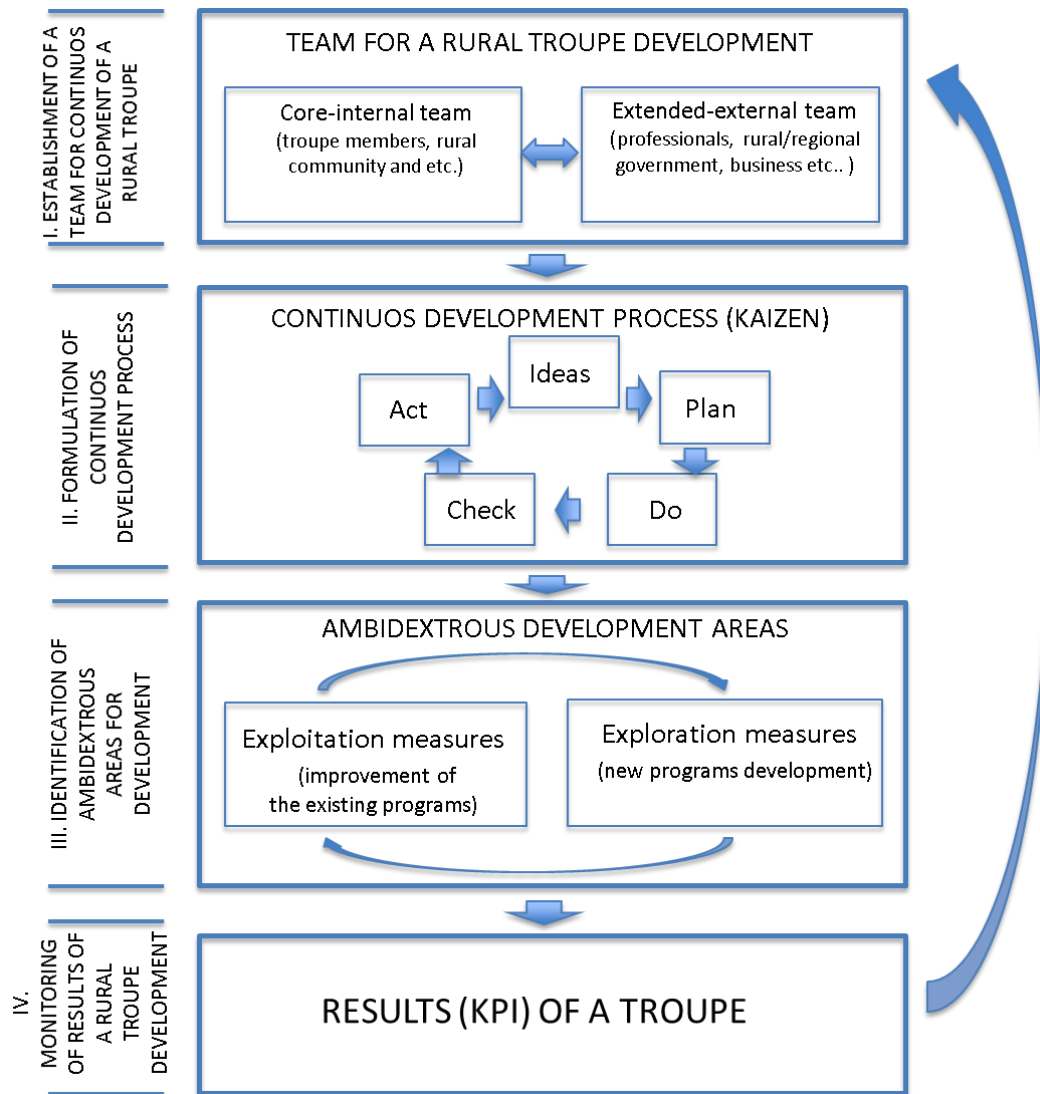 I. ESTABLISHMENT OF A
TEAM FOR CONTINUOS
DEVELOPMENT OF A
RURAL TROUPE
TEAM FOR A RURAL TROUPE DEVELOPMENT
Core-internal team
(troupe members, rural
community and etc.)
Extended-external team
(professionals, rural/regional
government, business etc.. )
II. FORMULATION OF
CONTINUOS
DEVELOPMENT PROCESS
CONTINUOS DEVELOPMENT PROCESS (KAIZEN)
Ideas
Act
Plan
Check
Do
III. IDENTIFICATION OF
AMBIDEXTROUS
AREAS FOR
DEVELOPMENT
AMBIDEXTROUS DEVELOPMENT AREAS
Exploitation measures
(improvement of
the existing programs)
Exploration measures
(new programs development)
IV.
MONITORING
OF RESULTS OF
A RURAL
TROUPE
DEVELOPMENT
RESULTS (KPI) OF A TROUPE